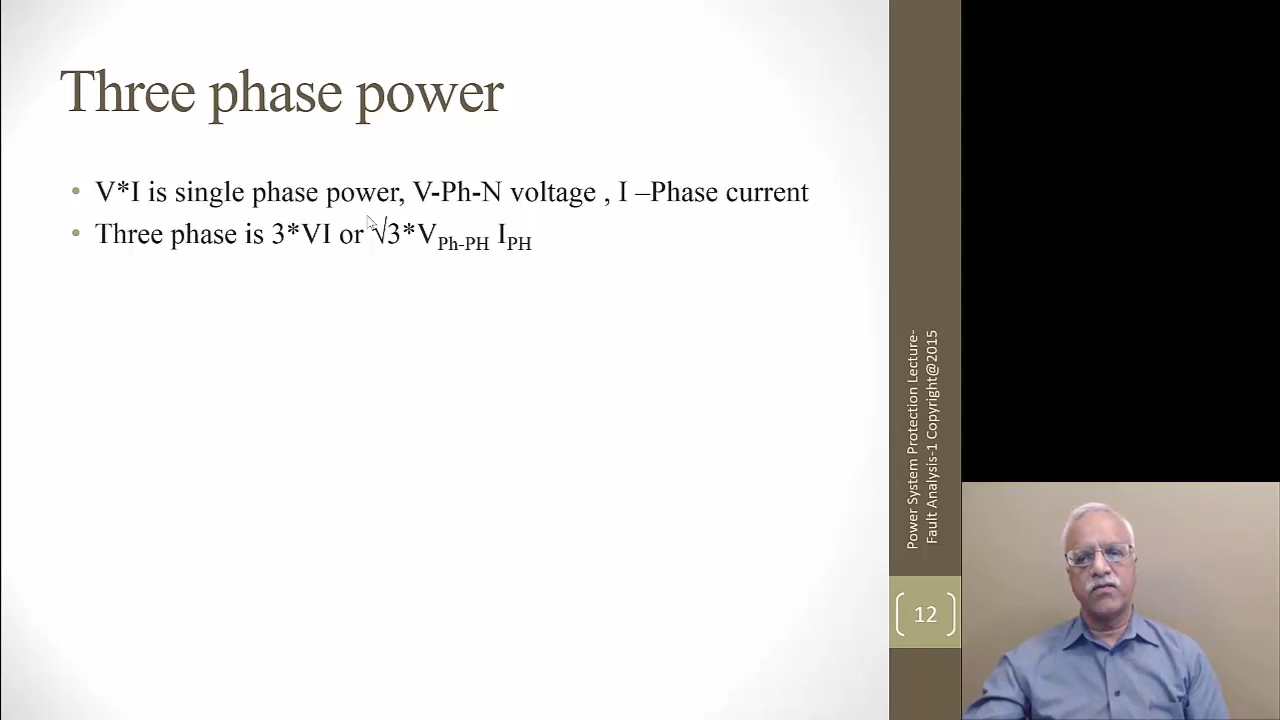 Three phase power
• V*I is single phase power, V-Ph-N voltage , I –Phase current
• Three phase is 3*VI or √3*V_Ph-PH I_PH
Power System Protection Lecture-
Fault Analysis-1 Copyright@2015
12